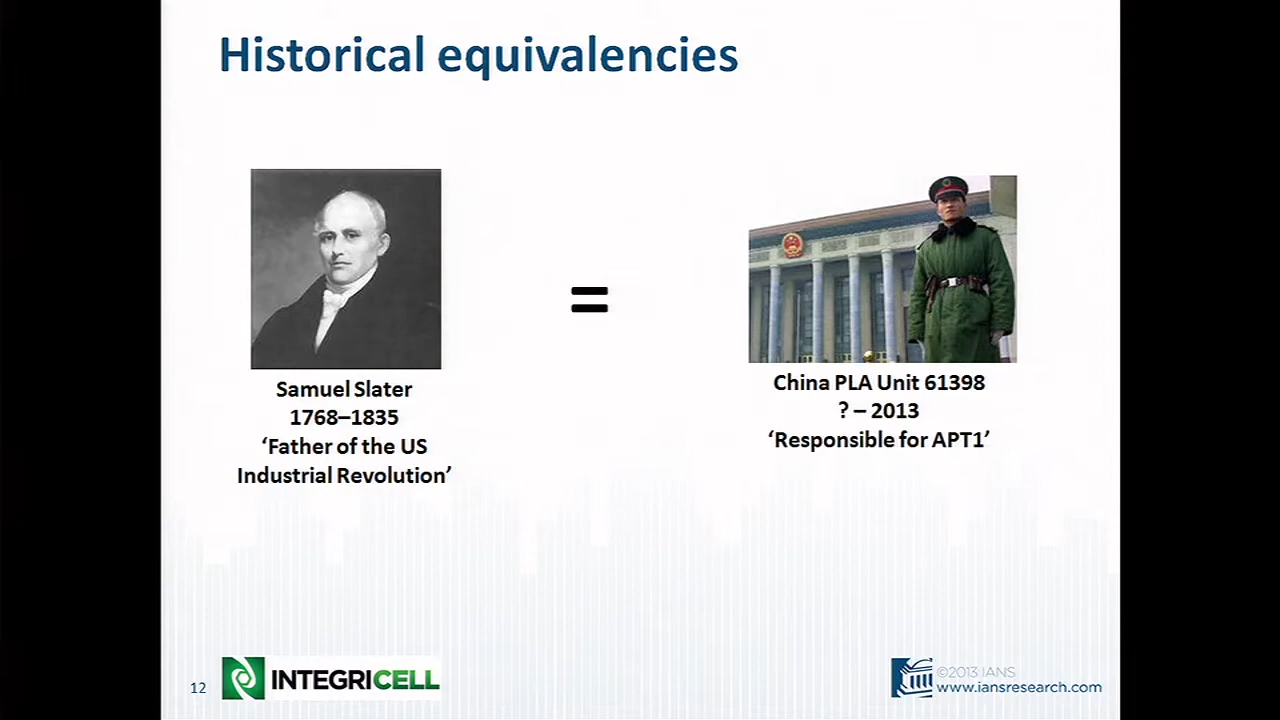 Historical equivalencies
=
Samuel Slater
1768–1835
‘Father of the US
Industrial Revolution’
China PLA Unit 61398
? – 2013
‘Responsible for APT1’
12
INTEGRICELL
©2013 IANS
www.iansresearch.com